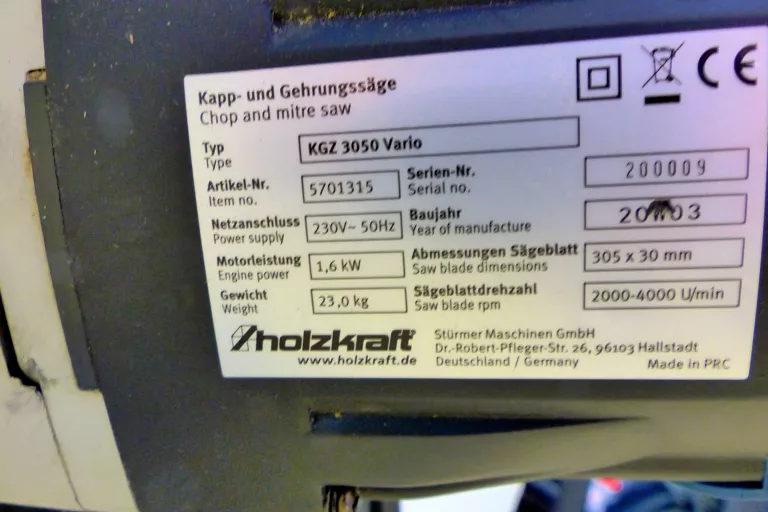 Kapp- und Gehrungssäge
Chop and mitre saw
CE
Typ KGZ 3050 Vario
Type
Artikel-Nr. 5701315 Serien-Nr. 200009
Item no. Serial no.
Netzanschluss 230V~ 50Hz Baujahr
Power supply Year of manufacture
Motorleistung 1,6 kW Abmessungen Sägeblatt 305 x 30 mm
Engine power Saw blade dimensions
Gewicht 23,0 kg Sägeblattdrehzahl 2000-4000 U/min
Weight Saw blade rpm
holzkraft Stürmer Maschinen GmbH
Dr.-Robert-Pfleger-Str. 26, 96103 Hallstadt
www.holzkraft.de Deutschland / Germany Made in PRC